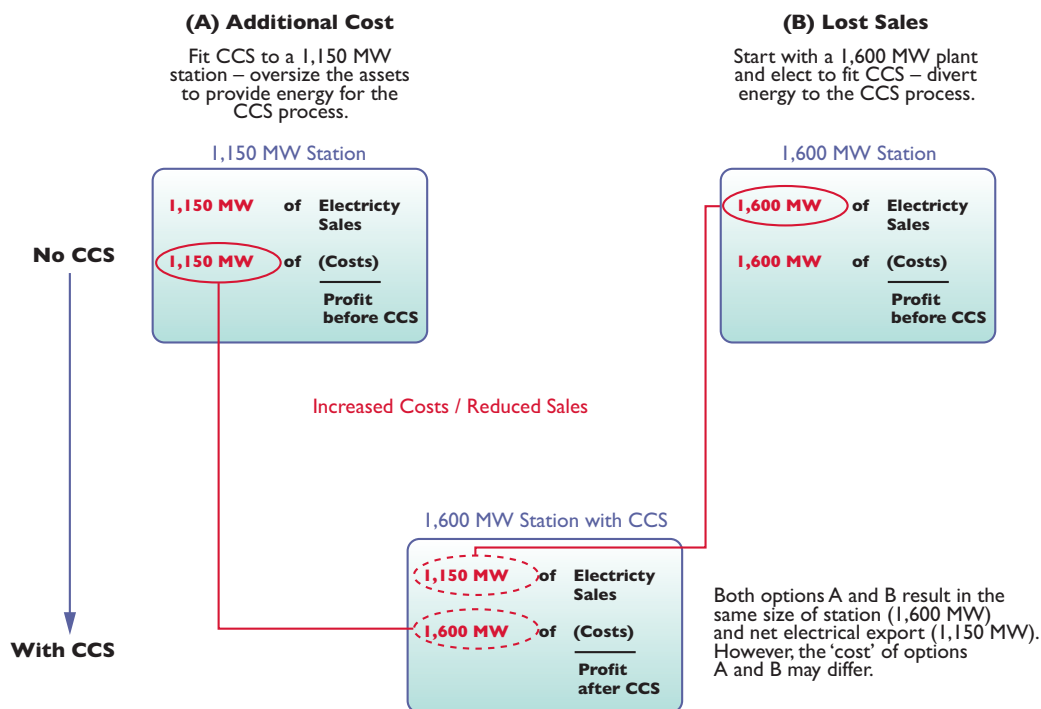 (A) Additional Cost
Fit CCS to a 1,150 MW
station – oversize the assets
to provide energy for the
CCS process.
1,150 MW Station
1,150 MW of Electricty
Sales
1,150 MW of (Costs)
Profit
before CCS
(B) Lost Sales
Start with a 1,600 MW plant
and elect to fit CCS – divert
energy to the CCS process.
1,600 MW Station
1,600 MW of Electricty
Sales
1,600 MW of (Costs)
Profit
before CCS
No CCS
Increased Costs / Reduced Sales
1,600 MW Station with CCS
1,150 MW of Electricty
Sales
1,600 MW of (Costs)
Profit
after CCS
With CCS
Both options A and B result in the
same size of station (1,600 MW)
and net electrical export (1,150 MW).
However, the ‘cost’ of options
A and B may differ.